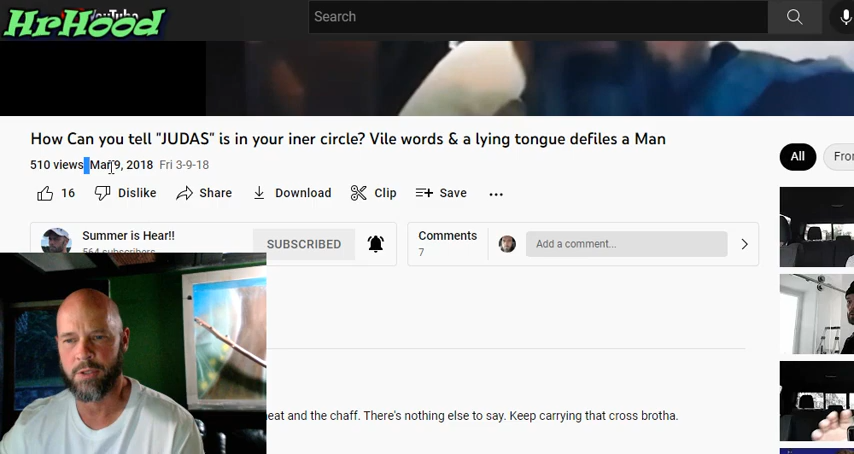 HrHood
Search
How Can you tell "JUDAS" is in your iner circle? Vile words & a lying tongue defiles a Man
510 views Mar 9, 2018 Fri 3-9-18
16 Dislike Share Download Clip Save ...
All
Summer is Hear!!
564 subscribers
SUBSCRIBED
Comments
7
Add a comment...
and the chaff. There's nothing else to say. Keep carrying that cross brotha.